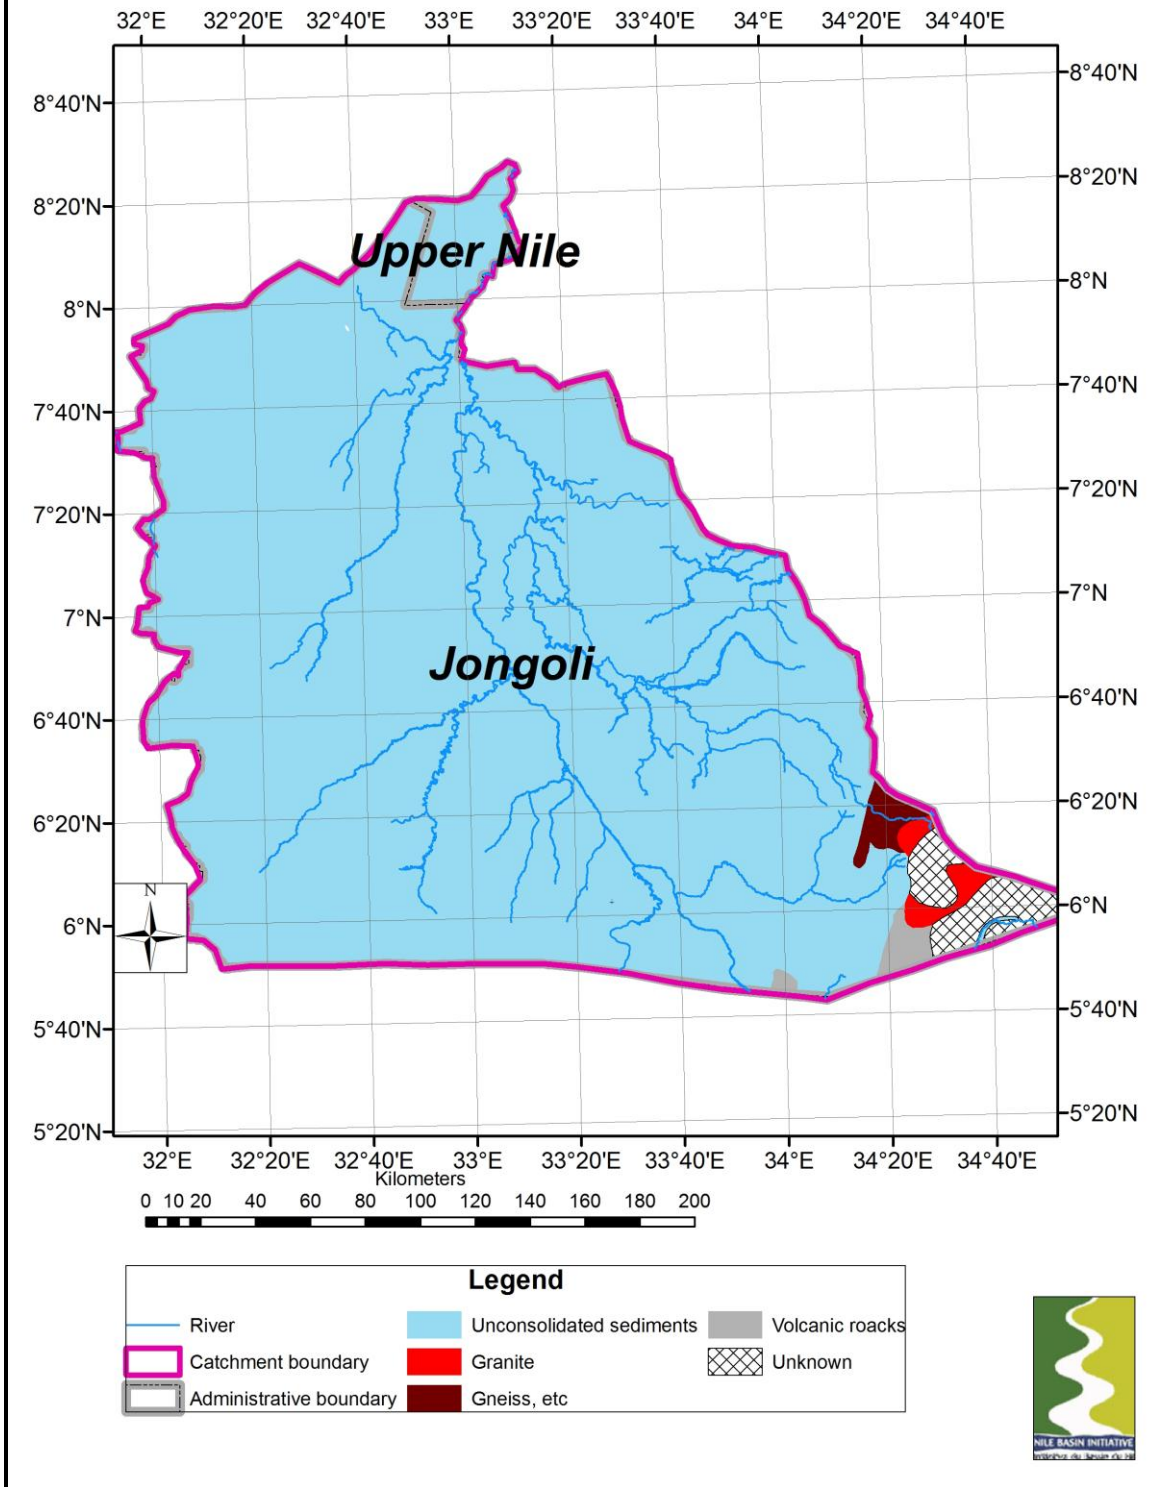 32°E 32°20'E 32°40'E 33°E 33°20'E 33°40'E 34°E 34°20'E 34°40'E
8°40'N
8°40'N
8°20'N
8°20'N
Upper Nile
8°N
8°N
7°40'N
7°40'N
7°20'N
7°20'N
7°N
7°N
Jongoli
6°40'N
6°40'N
6°20'N
6°20'N
N
6°N
6°N
5°40'N
5°40'N
5°20'N
5°20'N
32°E 32°20'E 32°40'E 33°E 33°20'E 33°40'E 34°E 34°20'E 34°40'E
Kilometers
0 10 20 40 60 80 100 120 140 160 180 200
Legend
River Unconsolidated sediments Volcanic roacks
Catchment boundary Granite Unknown
Administrative boundary Gneiss, etc
NILE BASIN INITIATIVE